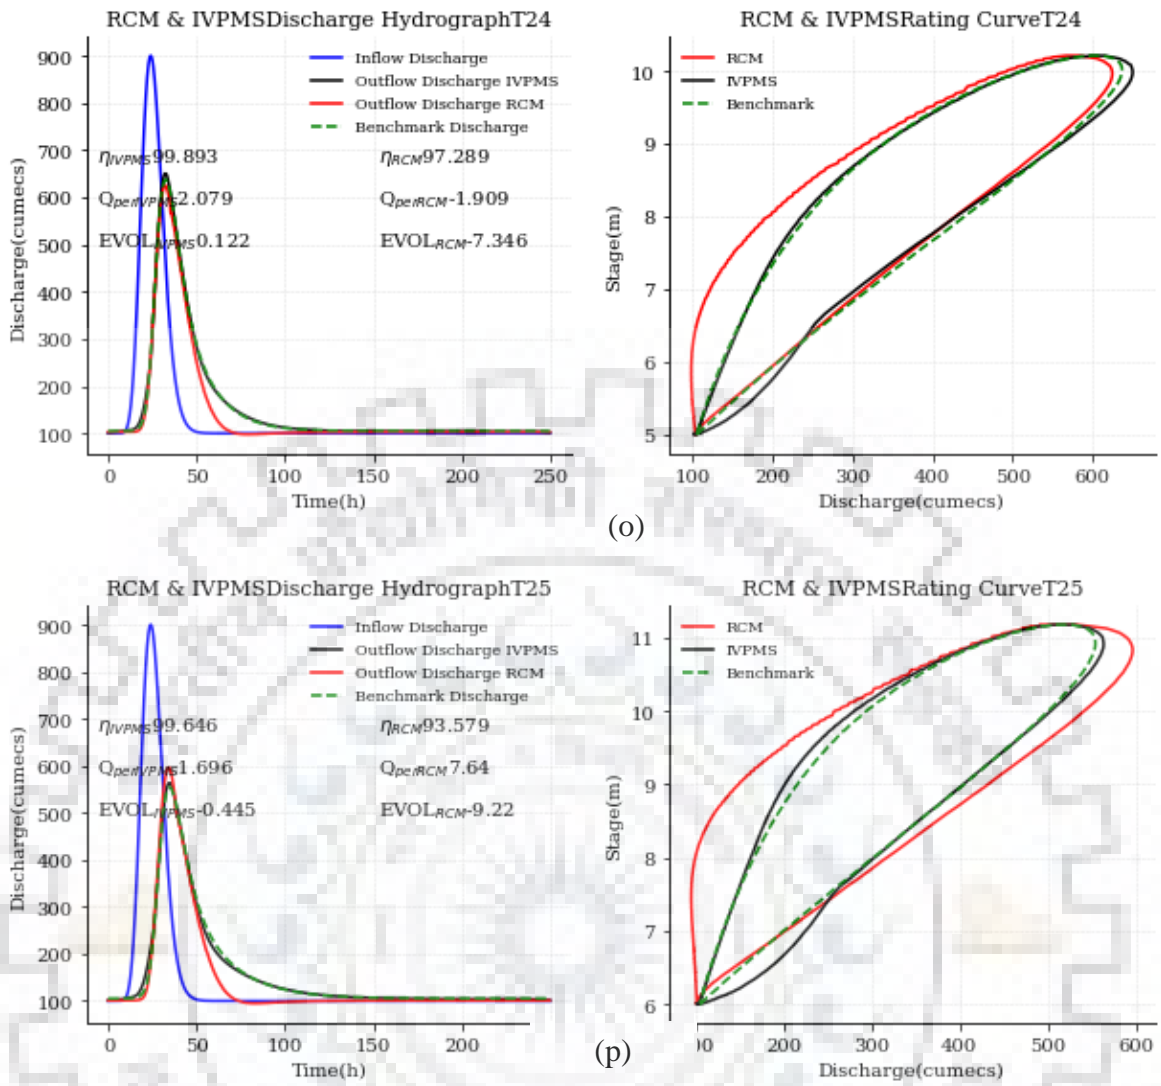 RCM & IVPMSDischarge HydrographT24
Inflow Discharge
Outflow Discharge IVPMS
Outflow Discharge RCM
Benchmark Discharge
900
800
700
600
500
400
300
200
100
Discharge(cumecs)
ηIVPMS99.893
ηRCM97.289
QperIVPMS2.079
QperRCM-1.909
EVOLIVPMS0.122
EVOLRCM-7.346
0
50
100
150
200
250
Time(h)
RCM & IVPMSRating CurveT24
RCM
IVPMS
Benchmark
10
9
8
7
6
5
Stage(m)
100
200
300
400
500
600
Discharge(cumecs)
(o)
RCM & IVPMSDischarge HydrographT25
Inflow Discharge
Outflow Discharge IVPMS
Outflow Discharge RCM
Benchmark Discharge
900
800
700
600
500
400
300
200
100
Discharge(cumecs)
ηIVPMS99.646
ηRCM93.579
QperIVPMS1.696
QperRCM7.64
EVOLIVPMS-0.445
EVOLRCM-9.22
0
50
100
150
200
Time(h)
RCM & IVPMSRating CurveT25
RCM
IVPMS
Benchmark
11
10
9
8
7
6
Stage(m)
00
200
300
400
500
600
Discharge(cumecs)
(p)